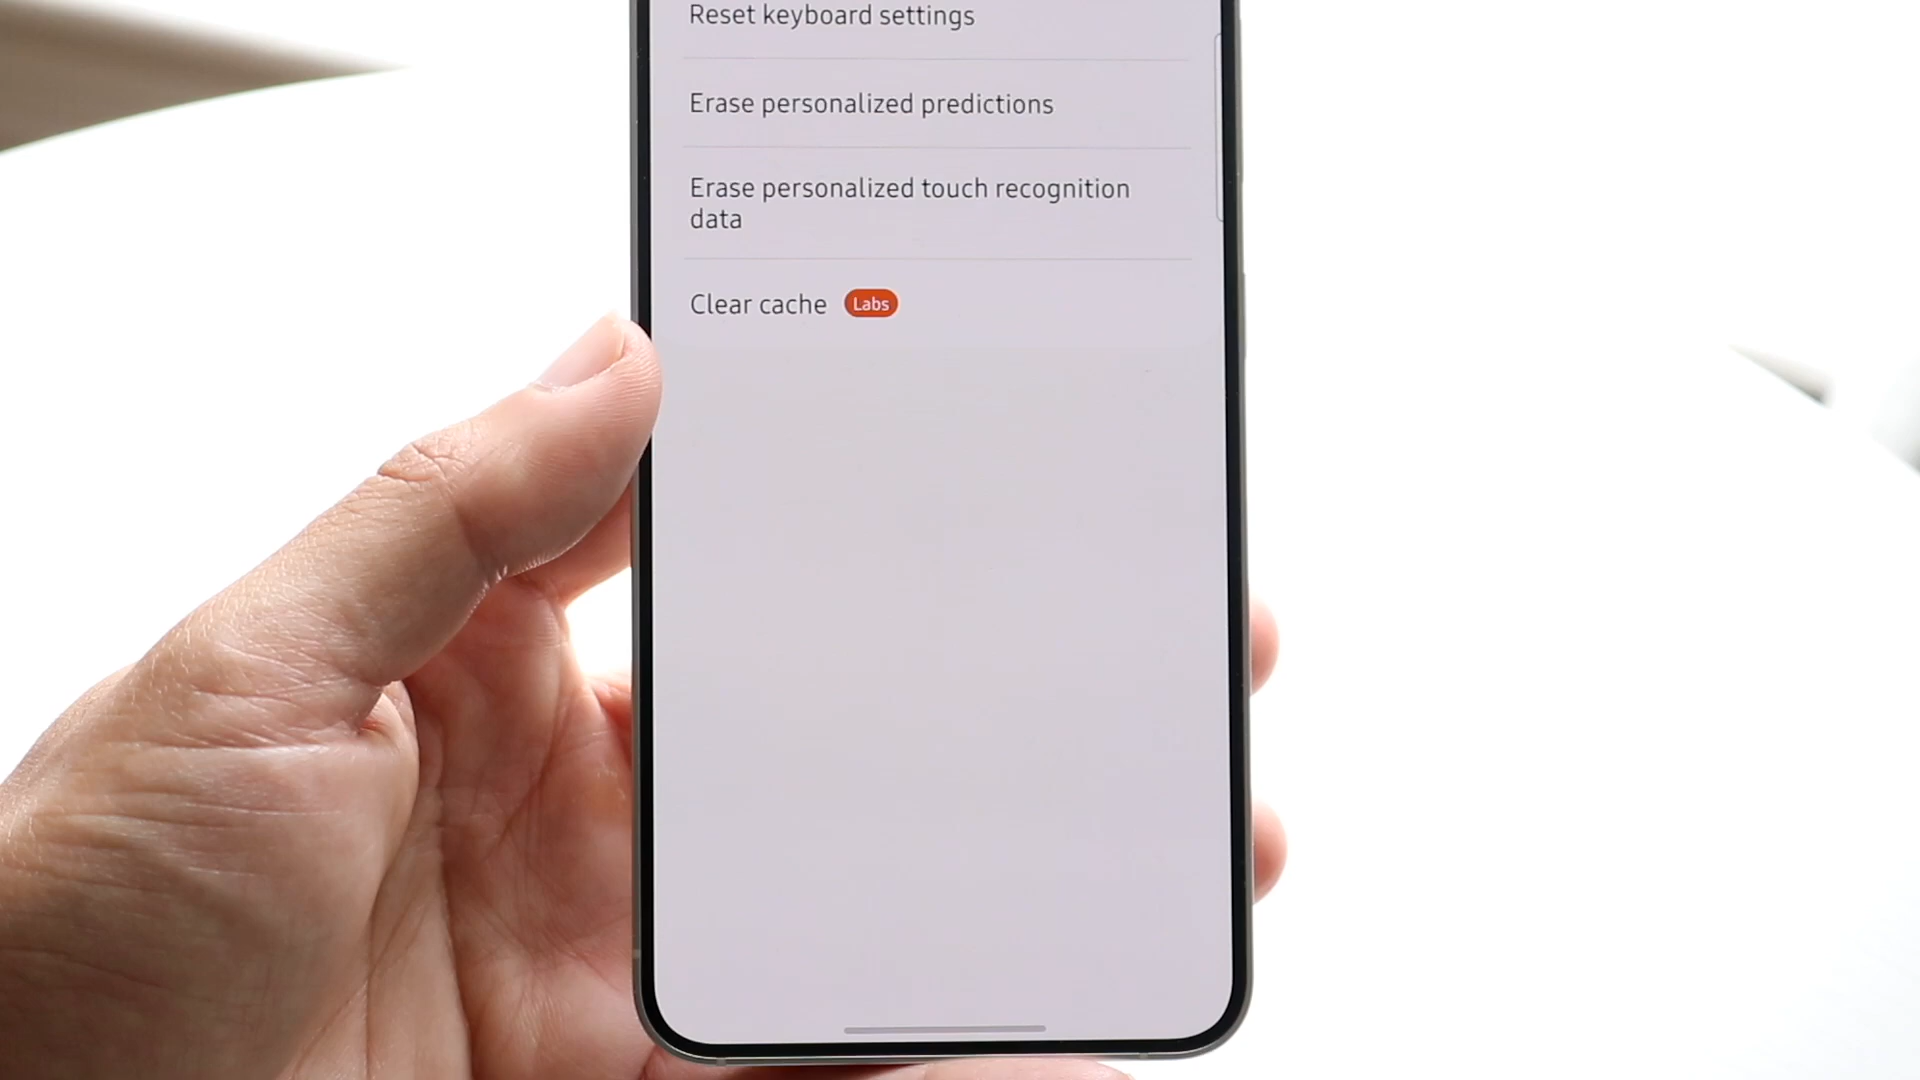 Reset keyboard settings
Erase personalized predictions
Erase personalized touch recognition
data
Clear cache Labs